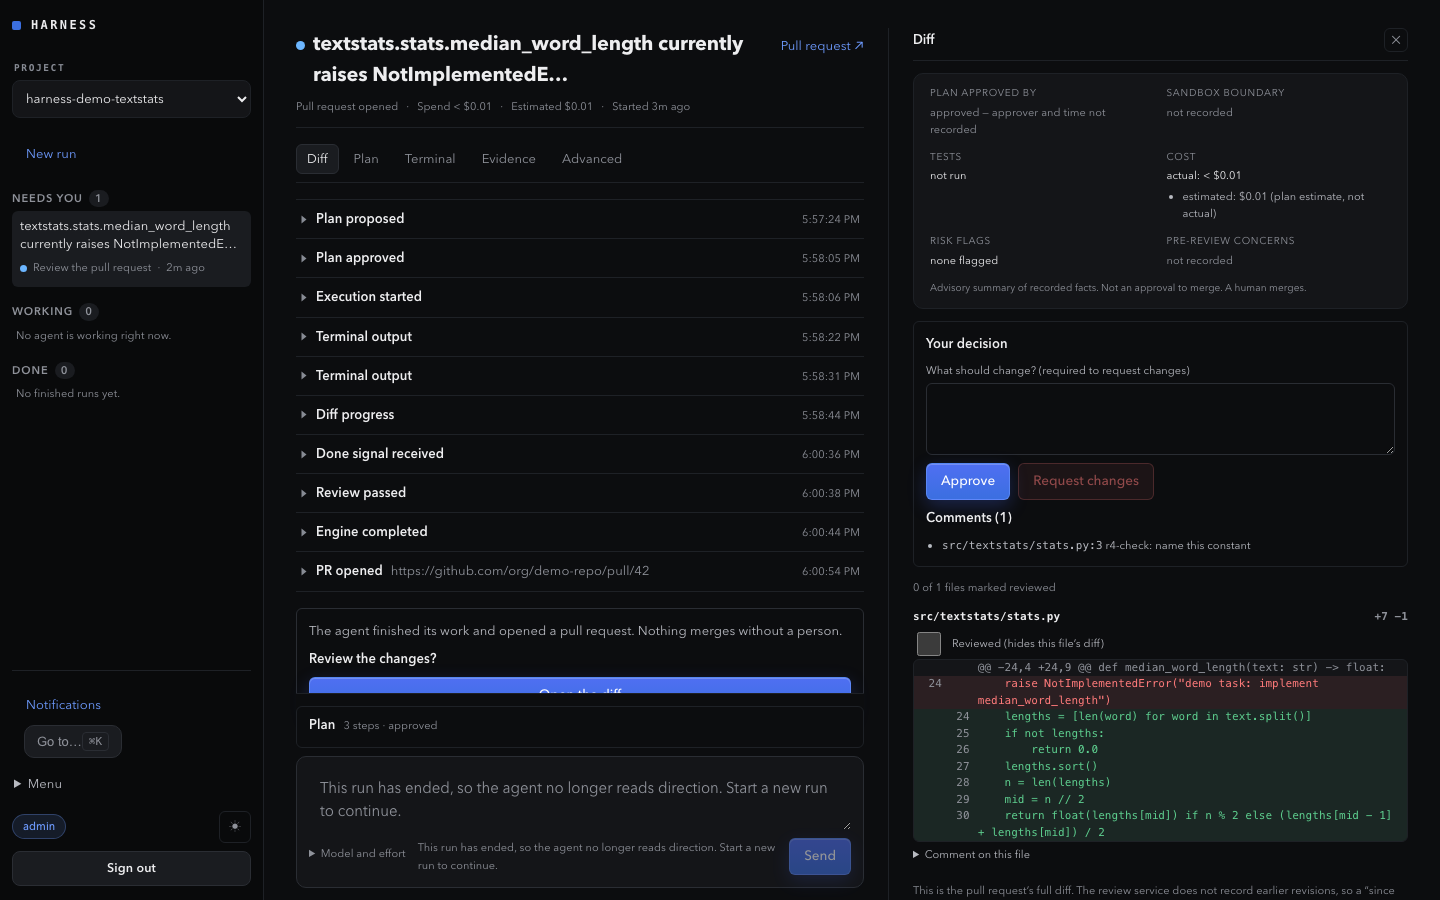 HARNESS
PROJECT
harness-demo-textstats
New run
NEEDS YOU 1
textstats.stats.median_word_length
currently raises NotImplementedE…
Review the pull request · 2m ago
WORKING 0
No agent is working right now.
DONE 0
No finished runs yet.
Notifications
Go to… ⌘K
Menu
admin
Sign out
textstats.stats.median_word_length currently
raises NotImplementedE…
Pull request ↗
Pull request opened · Spend < $0.01 · Estimated $0.01 · Started 3m ago
Diff Plan Terminal Evidence Advanced
Plan proposed 5:57:24 PM
Plan approved 5:58:05 PM
Execution started 5:58:06 PM
Terminal output 5:58:22 PM
Terminal output 5:58:31 PM
Diff progress 5:58:44 PM
Done signal received 6:00:36 PM
Review passed 6:00:38 PM
Engine completed 6:00:44 PM
PR opened https://github.com/org/demo-repo/pull/42 6:00:54 PM
The agent finished its work and opened a pull request. Nothing merges without a person.
Review the changes?
Open the diff
Plan 3 steps · approved
This run has ended, so the agent no longer reads direction. Start a new run
to continue.
Model and effort
This run has ended, so the agent no longer reads direction. Start a new
run to continue.
Send
Diff
PLAN APPROVED BY
approved — approver and time not
recorded
SANDBOX BOUNDARY
not recorded
TESTS
not run
COST
actual: < $0.01
• estimated: $0.01 (plan estimate, not
actual)
RISK FLAGS
none flagged
PRE-REVIEW CONCERNS
not recorded
Advisory summary of recorded facts. Not an approval to merge. A human merges.
Your decision
What should change? (required to request changes)
Approve Request changes
Comments (1)
• src/textstats/stats.py:3 r4-check: name this constant
0 of 1 files marked reviewed
src/textstats/stats.py +7 −1
Reviewed (hides this file's diff)
@@ −24,4 +24,9 @@ def median_word_length(text: str) −> float:
24 raise NotImplementedError("demo task: implement
median_word_length")
24 lengths = [len(word) for word in text.split()]
25 if not lengths:
26 return 0.0
27 lengths.sort()
28 n = len(lengths)
29 mid = n // 2
30 return float(lengths[mid]) if n % 2 else (lengths[mid − 1]
+ lengths[mid]) / 2
Comment on this file
This is the pull request's full diff. The review service does not record earlier revisions, so a "since